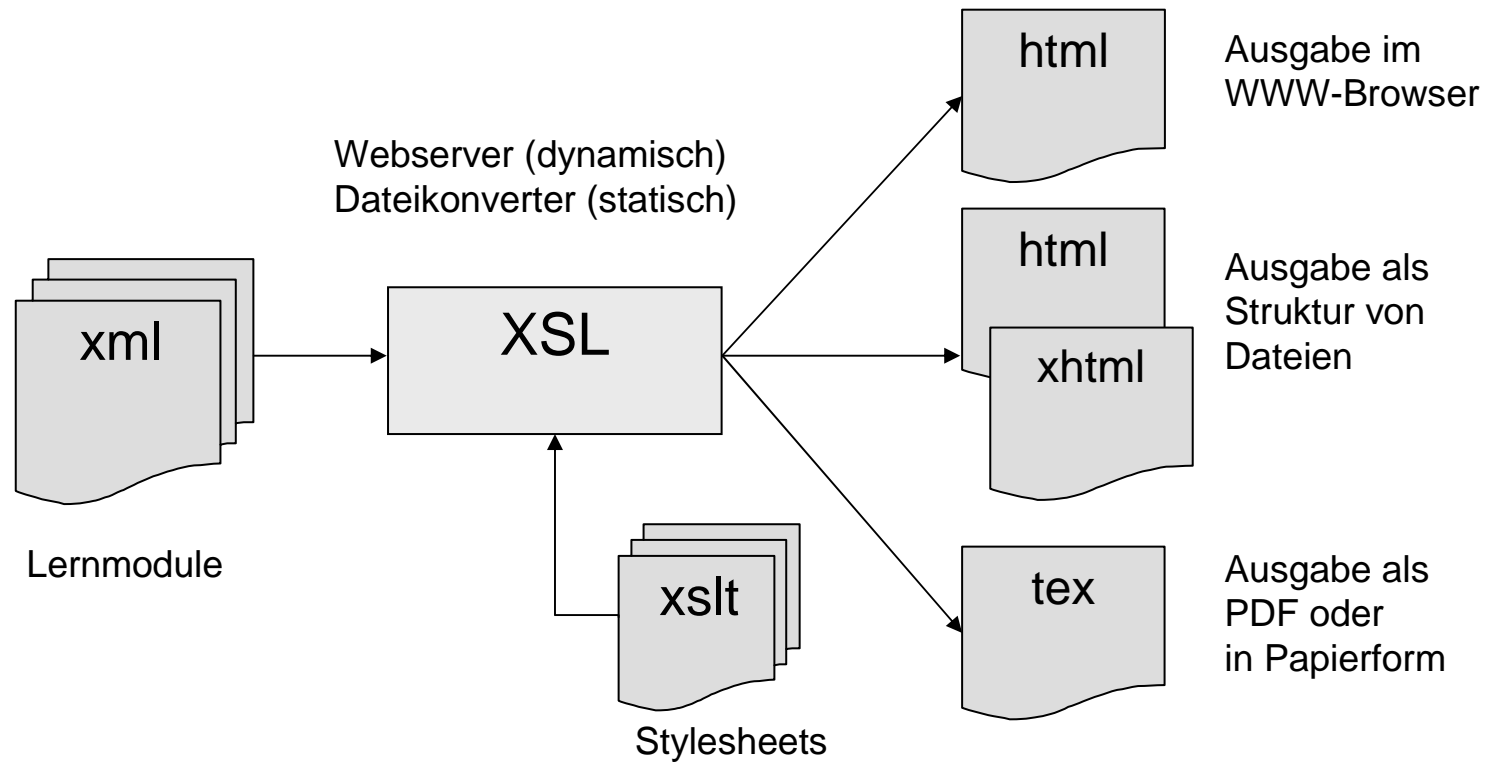 html
Ausgabe im
WWW-Browser
Webserver (dynamisch)
Dateikonverter (statisch)
html
xhtml
Ausgabe als
Struktur von
Dateien
xml
XSL
Lernmodule
xslt
Stylesheets
tex
Ausgabe als
PDF oder
in Papierform